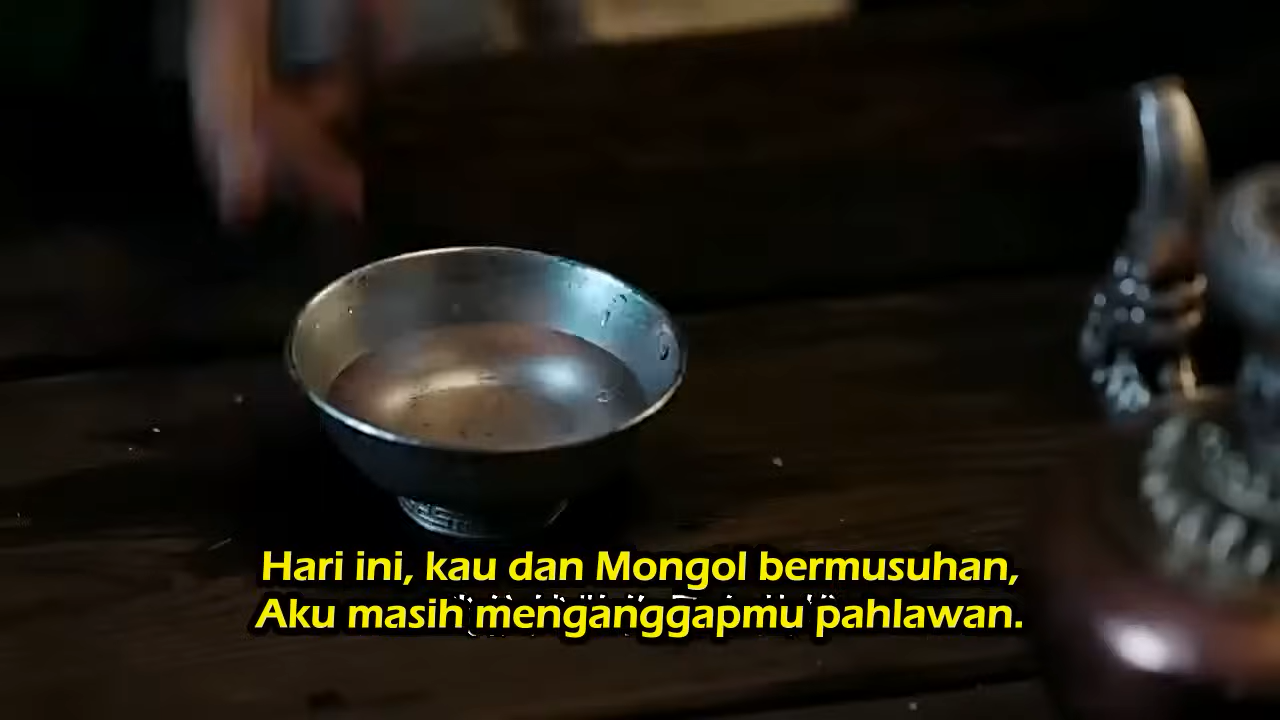 Hari ini, kau dan Mongol bermusuhan,
Aku masih menganggapmu pahlawan.